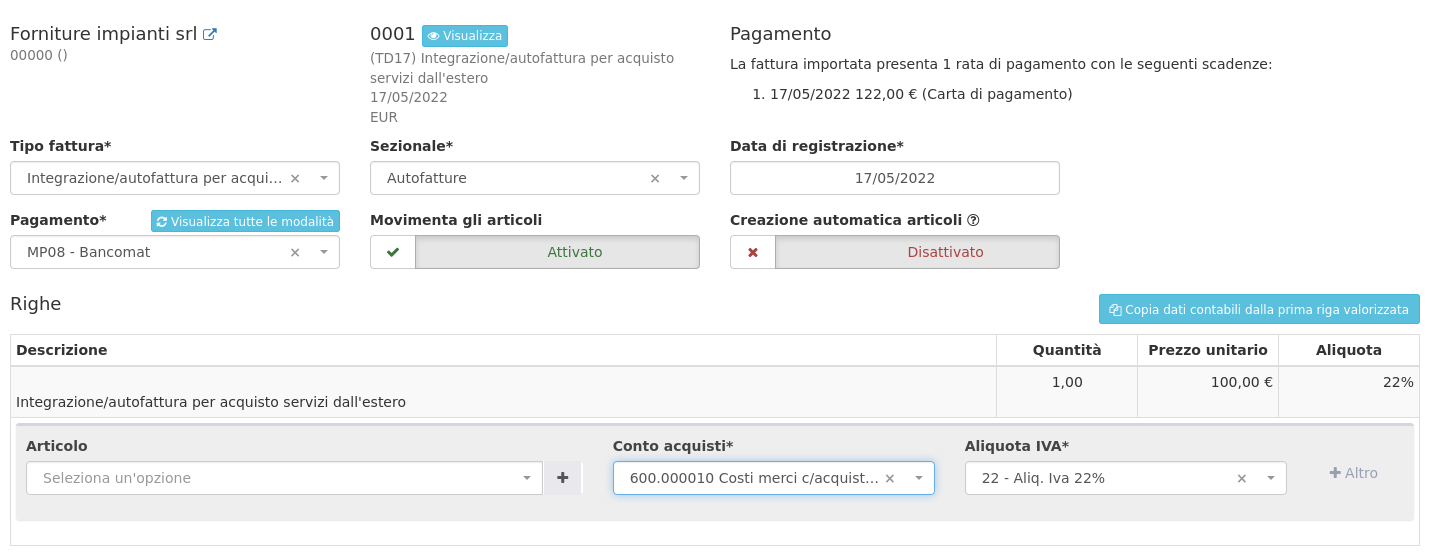 Forniture impianti srl
00000 ()
0001 Visualizza
(TD17) Integrazione/autofattura per acquisto
servizi dall'estero
17/05/2022
EUR
Pagamento
La fattura importata presenta 1 rata di pagamento con le seguenti scadenze:
1. 17/05/2022 122,00 € (Carta di pagamento)
Tipo fattura*
Integrazione/autofattura per acqui... ×
Sezionale*
Autofatture ×
Data di registrazione*
17/05/2022
Pagamento* Visualizza tutte le modalità
MP08 - Bancomat ×
Movimenta gli articoli
Attivato
Creazione automatica articoli
Disattivato
Righe
Copia dati contabili dalla prima riga valorizzata
Descrizione Quantità Prezzo unitario Aliquota
1,00 100,00 € 22%
Integrazione/autofattura per acquisto servizi dall'estero
Articolo
Seleziona un'opzione
Conto acquisti*
600.000010 Costi merci c/acquist... ×
Aliquota IVA*
22 - Aliq. Iva 22% ×
Altro